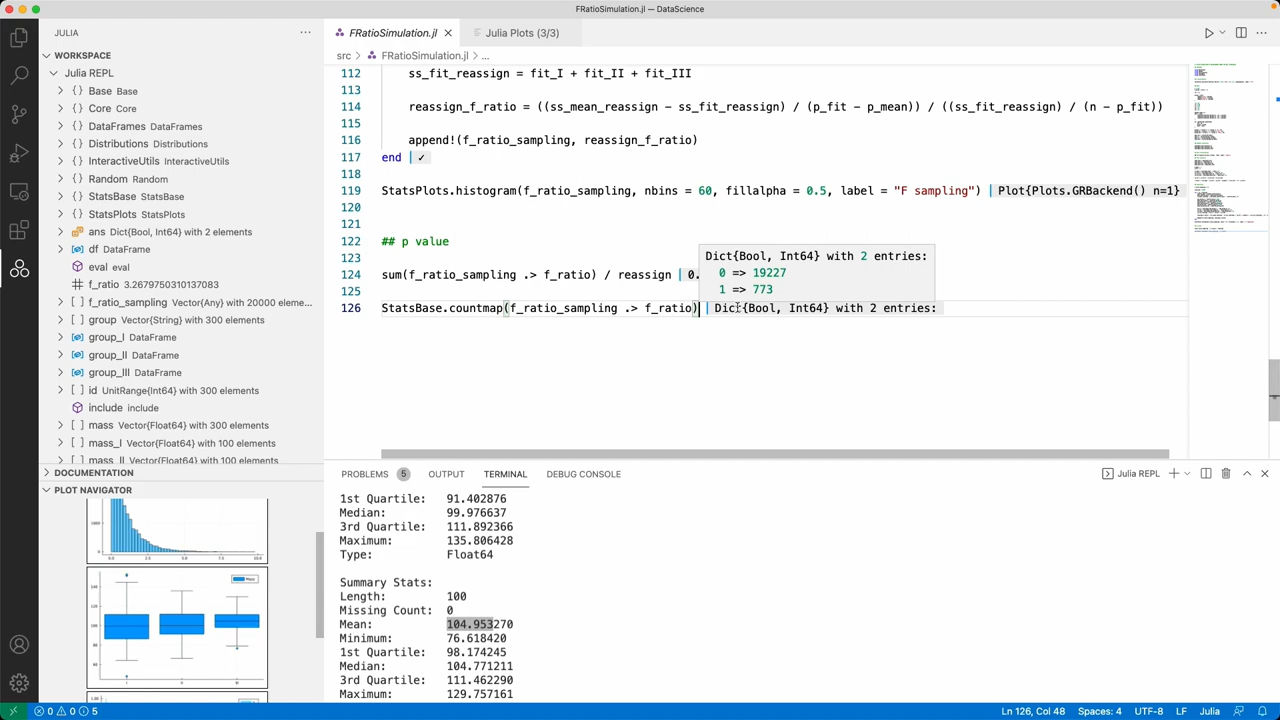 FRatioSimulation.jl — DataScience
JULIA
WORKSPACE
Julia REPL
{ } Base Base
{ } Core Core
{ } DataFrames DataFrames
{ } Distributions Distributions
{ } InteractiveUtils InteractiveUtils
{ } Random Random
{ } StatsBase StatsBase
{ } StatsPlots StatsPlots
ans Dict{Bool, Int64} with 2 elements
df DataFrame
eval eval
f_ratio 3.2679750310137083
[ ] f_ratio_sampling Vector{Any} with 20000 eleme...
[ ] group Vector{String} with 300 elements
group_I DataFrame
group_II DataFrame
group_III DataFrame
[ ] id UnitRange{Int64} with 300 elements
include include
[ ] mass Vector{Float64} with 300 elements
[ ] mass_I Vector{Float64} with 100 elements
[ ] mass_II Vector{Float64} with 100 elements
DOCUMENTATION
PLOT NAVIGATOR
FRatioSimulation.jl
Julia Plots (3/3)
src > FRatioSimulation.jl > ...
112 ss_fit_reassign = fit_I + fit_II + fit_III
113
114 reassign_f_ratio = ((ss_mean_reassign - ss_fit_reassign) / (p_fit - p_mean)) / ((ss_fit_reassign) / (n - p_fit))
115
116 append!(f_ratio_sampling, reassign_f_ratio)
117 end ✓
118
119 StatsPlots.histogram(f_ratio_sampling, nbins = 60, fillalpha = 0.5, label = "F sampling") Plot{Plots.GRBackend() n=1}
120
121
122 ## p value
123
124 sum(f_ratio_sampling .> f_ratio) / reassign 0.
125
126 StatsBase.countmap(f_ratio_sampling .> f_ratio) Dict{Bool, Int64} with 2 entries:
Dict{Bool, Int64} with 2 entries:
0 => 19227
1 => 773
PROBLEMS 5 OUTPUT TERMINAL DEBUG CONSOLE
Julia REPL
1st Quartile: 91.402876
Median: 99.976637
3rd Quartile: 111.892366
Maximum: 135.806428
Type: Float64
Summary Stats:
Length: 100
Missing Count: 0
Mean: 104.953270
Minimum: 76.618420
1st Quartile: 98.174245
Median: 104.771211
3rd Quartile: 111.462290
Maximum: 129.757161
0 0 5
Ln 126, Col 48 Spaces: 4 UTF-8 LF Julia